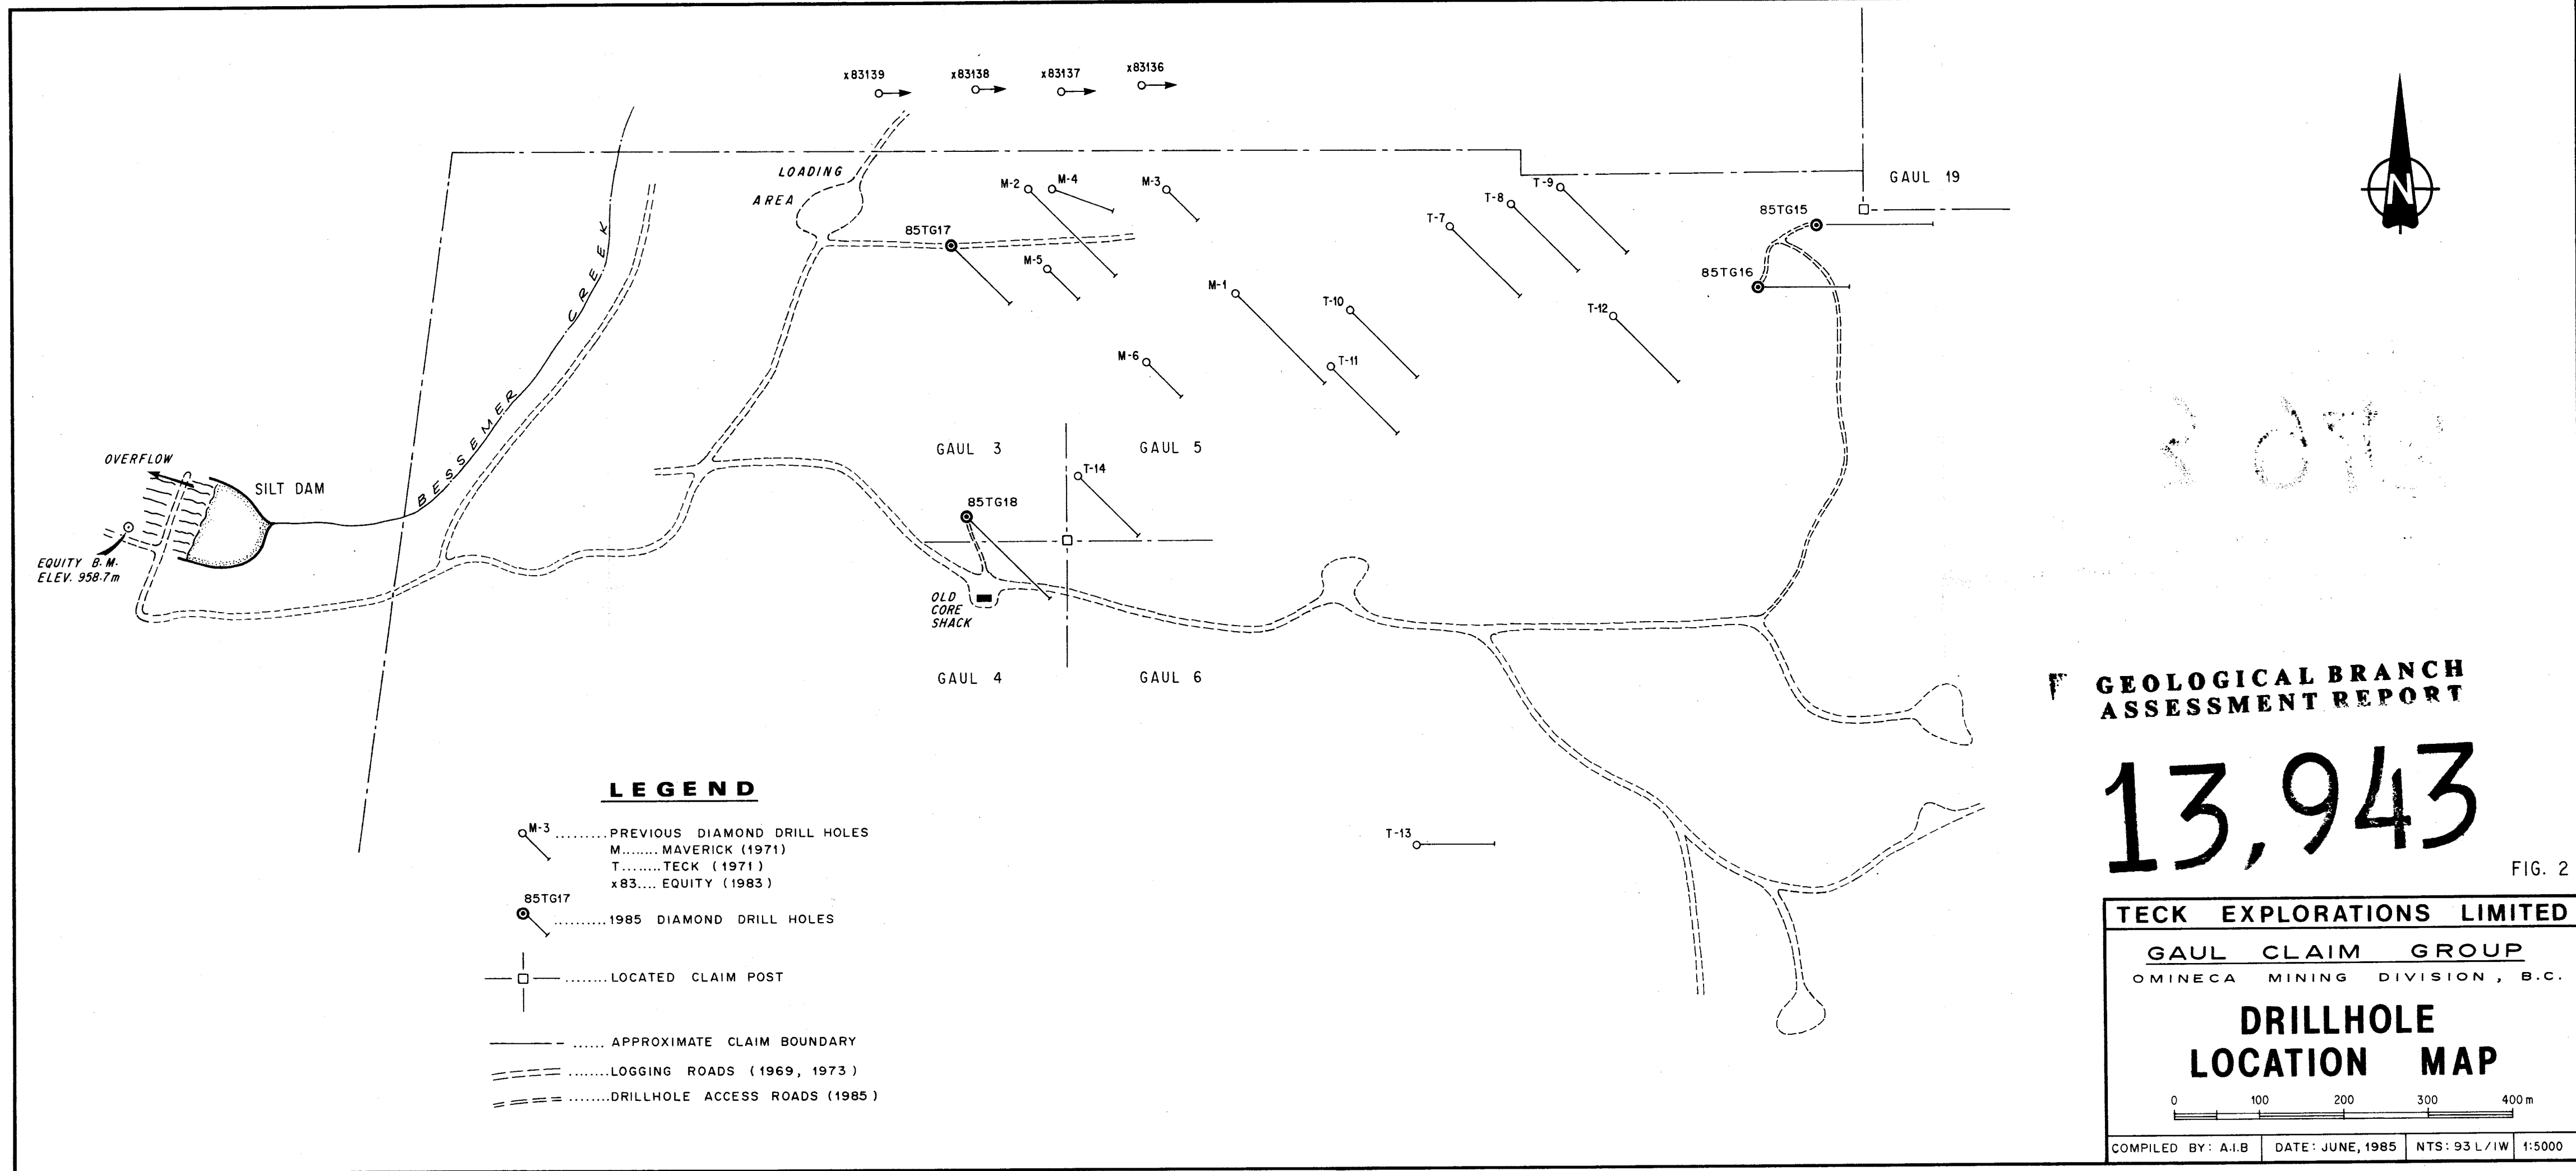 x83139
x83138
x83137
x83136
LOADING
AREA
M-2
M-4
M-3
T-9
T-8
T-7
GAUL 19
N
85TG15
85TG17
M-5
85TG16
M-1
T-10
T-12
M-6
T-11
BESSEMER CREEK
GAUL 3
GAUL 5
OVERFLOW
SILT DAM
T-14
85TG18
EQUITY B.M.
ELEV. 958.7m
OLD
CORE
SHACK
GAUL 4
GAUL 6
T-13
LEGEND
M-3 ......... PREVIOUS DIAMOND DRILL HOLES
M........ MAVERICK (1971)
T........ TECK (1971)
x83.... EQUITY (1983)
85TG17
.......... 1985 DIAMOND DRILL HOLES
........ LOCATED CLAIM POST
...... APPROXIMATE CLAIM BOUNDARY
........ LOGGING ROADS (1969, 1973)
........ DRILLHOLE ACCESS ROADS (1985)
GEOLOGICAL BRANCH
ASSESSMENT REPORT
13,943
FIG. 2
TECK EXPLORATIONS LIMITED
GAUL CLAIM GROUP
OMINECA MINING DIVISION, B.C.
DRILLHOLE
LOCATION MAP
0 100 200 300 400 m
COMPILED BY: A.I.B DATE: JUNE, 1985 NTS: 93 L/1W 1:5000